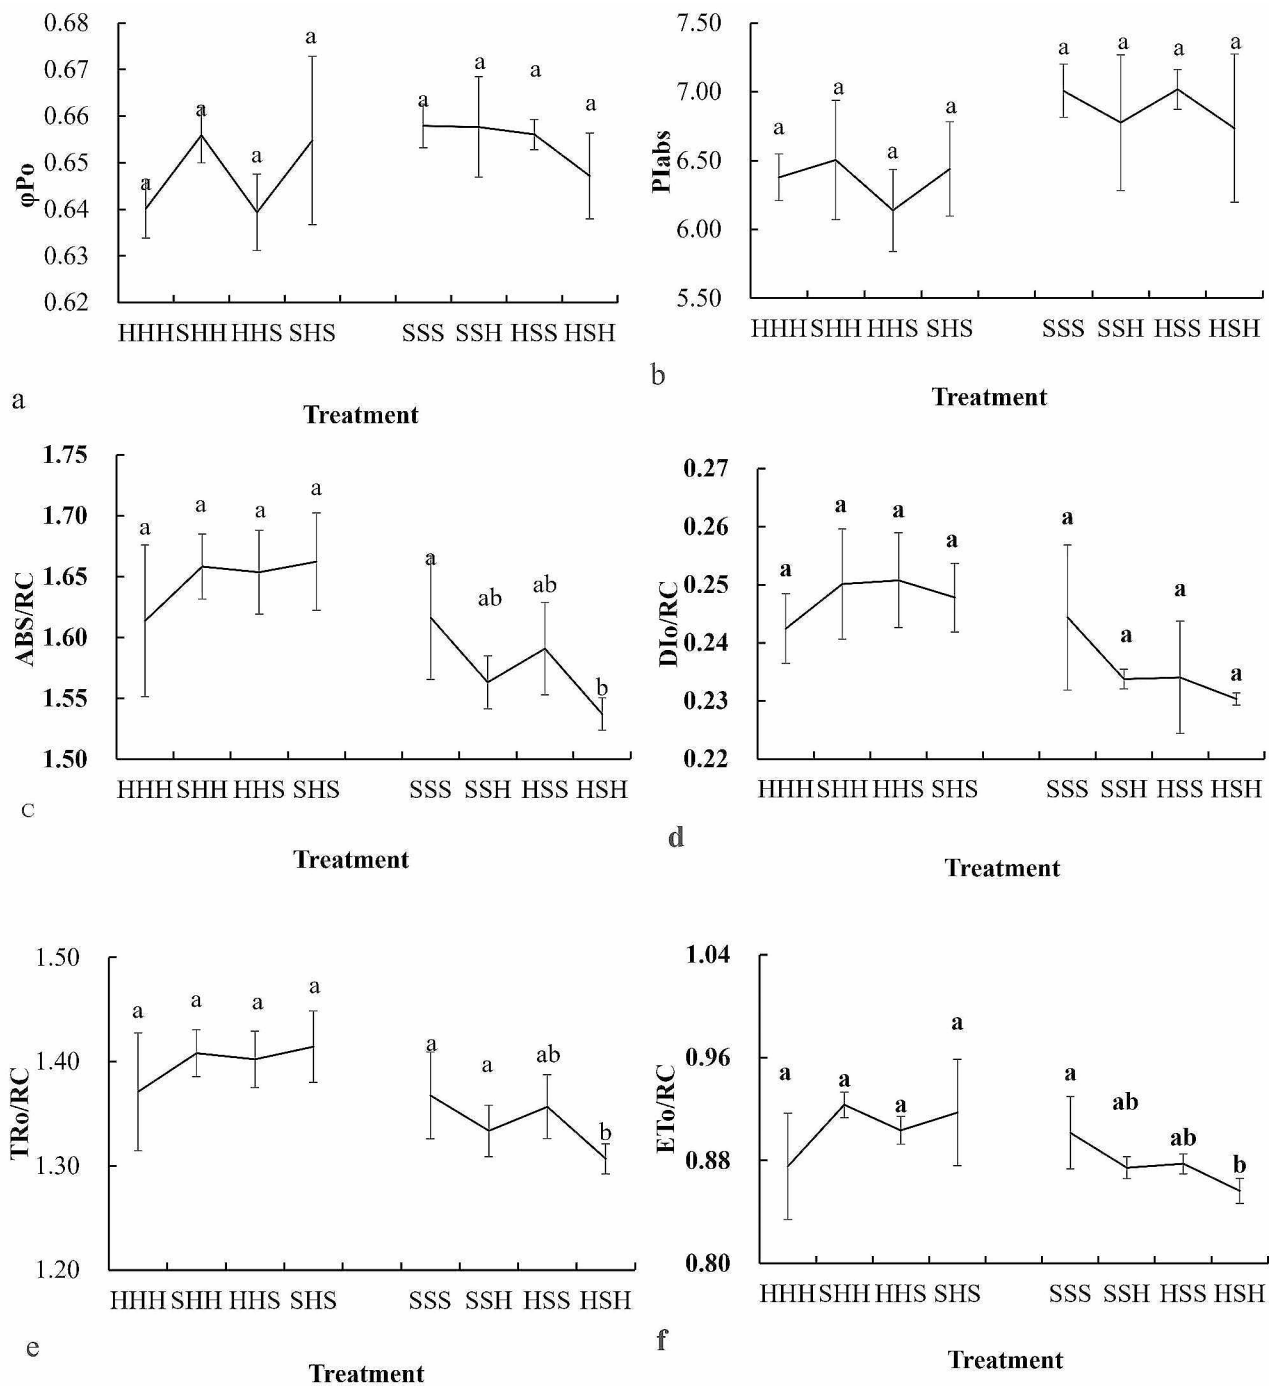 0.68
0.67
0.66
0.65
0.64
0.63
0.62
φPo
a a a a a a a a
HHH SHH HHS SHS SSS SSH HSS HSH
a
Treatment
7.50
7.00
6.50
6.00
5.50
PIabs
a a a a a a a a
HHH SHH HHS SHS SSS SSH HSS HSH
b
Treatment
1.75
1.70
1.65
1.60
1.55
1.50
ABS/RC
a a a a a ab ab b
HHH SHH HHS SHS SSS SSH HSS HSH
c
Treatment
0.27
0.26
0.25
0.24
0.23
0.22
DIo/RC
a a a a a a a a
HHH SHH HHS SHS SSS SSH HSS HSH
d
Treatment
1.50
1.40
1.30
1.20
TRo/RC
a a a a a a ab b
HHH SHH HHS SHS SSS SSH HSS HSH
e
Treatment
1.04
0.96
0.88
0.80
ETo/RC
a a a a a ab ab b
HHH SHH HHS SHS SSS SSH HSS HSH
f
Treatment